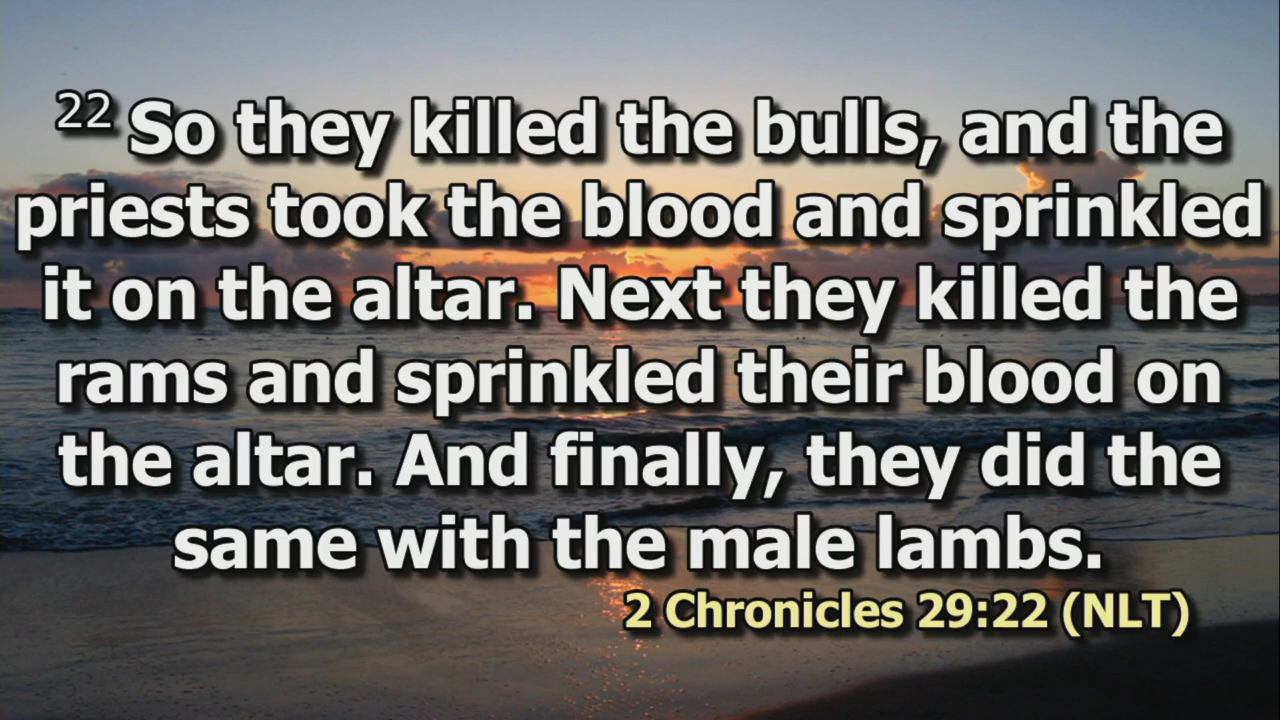 22 So they killed the bulls, and the
priests took the blood and sprinkled
it on the altar. Next they killed the
rams and sprinkled their blood on
the altar. And finally, they did the
same with the male lambs.
2 Chronicles 29:22 (NLT)